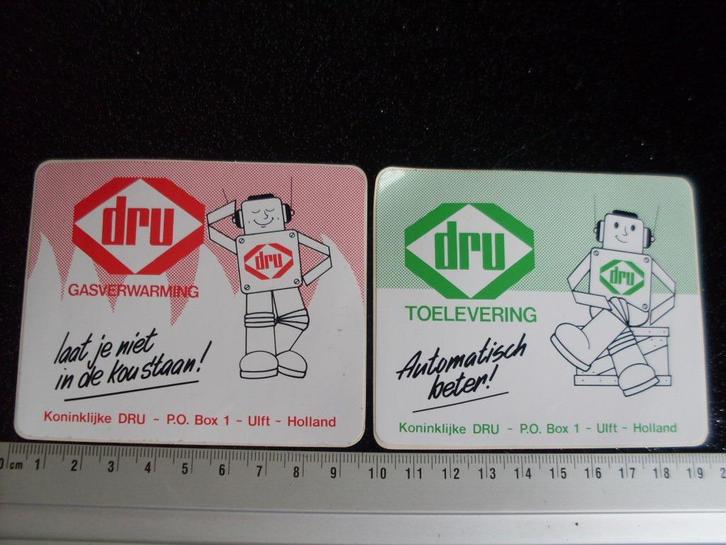 dru
dru
GASVERWARMING
laat je niet
in de kou staan!
Koninklijke DRU - P.O. Box 1 - Ulft - Holland
dru
dru
TOELEVERING
Automatisch
beter!
Koninklijke DRU - P.O. Box 1 - Ulft - Holland
0 cm 1 2 3 4 5 6 7 8 9 10 11 12 13 14 15 16 17 18 19 2